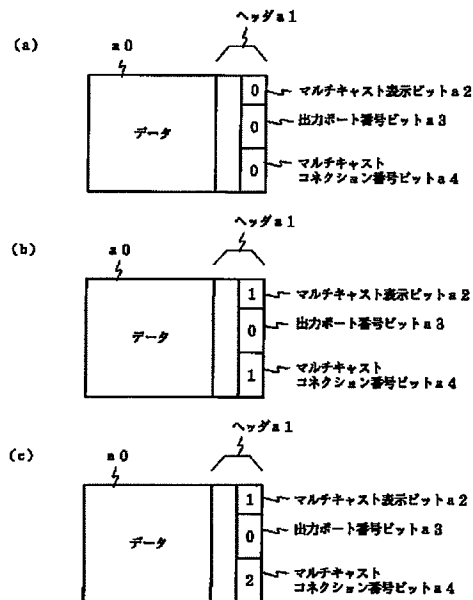 (a)
ヘッダa1
a0
データ
0
マルチキャスト表示ビットa2
0
出力ポート番号ビットa3
0
マルチキャスト
コネクション番号ビットa4
(b)
ヘッダa1
a0
データ
1
マルチキャスト表示ビットa2
0
出力ポート番号ビットa3
1
マルチキャスト
コネクション番号ビットa4
(c)
ヘッダa1
a0
データ
1
マルチキャスト表示ビットa2
0
出力ポート番号ビットa3
2
マルチキャスト
コネクション番号ビットa4